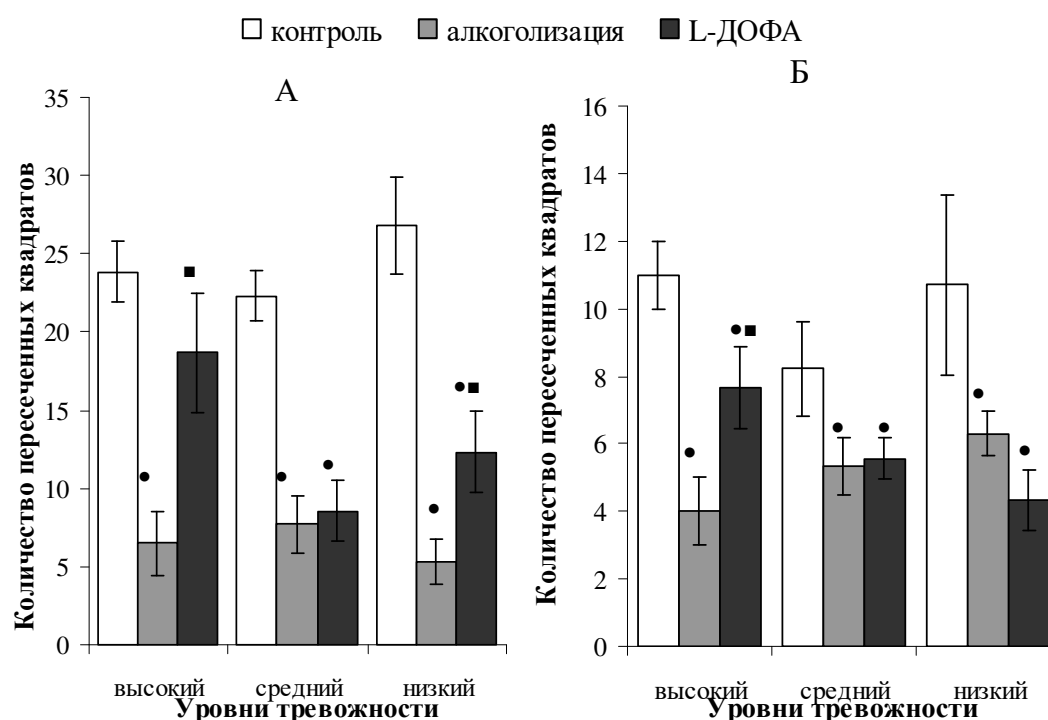 контроль алкоголизация L-ДОФА
А
Количество пересеченных квадратов
35
30
25
20
15
10
5
0
высокий средний низкий
Уровни тревожности
Б
Количество пересеченных квадратов
16
14
12
10
8
6
4
2
0
высокий средний низкий
Уровни тревожности